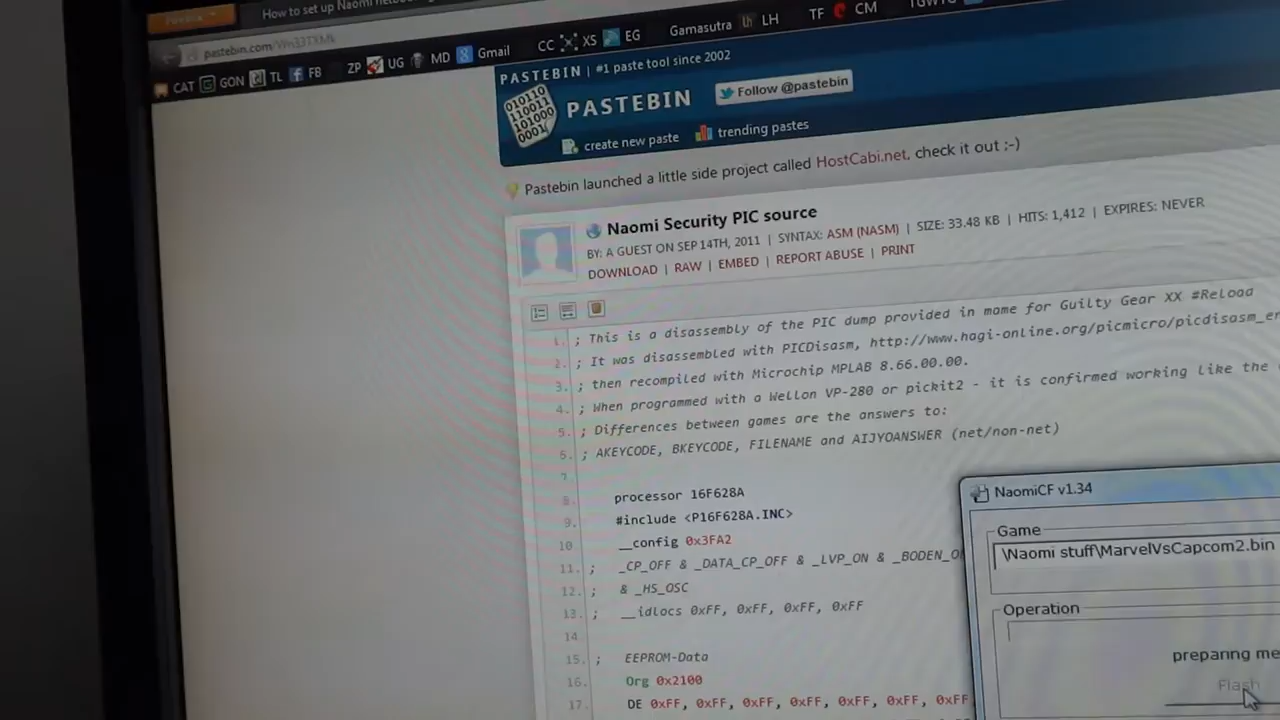 How to set up Naomi
pastebin.com/
CAT GON TL FB ZP UG MD Gmail CC XS EG Gamasutra LH TF CM
PASTEBIN | #1 paste tool since 2002
010110
110011
101000
0001
PASTEBIN
Follow @pastebin
create new paste trending pastes
Pastebin launched a little side project called HostCabi.net, check it out ;-)
Naomi Security PIC source
BY: A GUEST ON SEP 14TH, 2011 | SYNTAX: ASM (NASM) | SIZE: 33.48 KB | HITS: 1,412 | EXPIRES: NEVER
DOWNLOAD | RAW | EMBED | REPORT ABUSE | PRINT
1. ; This is a disassembly of the PIC dump provided in mame for Guilty Gear XX #Reload
2. ; It was disassembled with PICDisasm, http://www.hagi-online.org/picmicro/picdisasm_en
3. ; then recompiled with Microchip MPLAB 8.66.00.00.
4. ; When programmed with a Wellon VP-280 or pickit2 - it is confirmed working like the
5. ; Differences between games are the answers to:
6. ; AKEYCODE, BKEYCODE, FILENAME and AIJYOANSWER (net/non-net)
7.
8. processor 16F628A
9. #include <P16F628A.INC>
10 __config 0x3FA2
11. ; _CP_OFF & _DATA_CP_OFF & _LVP_ON & _BODEN_O
12. ; & _HS_OSC
13. ; __idlocs 0xFF, 0xFF, 0xFF, 0xFF
14.
15. ; EEPROM-Data
16. Org 0x2100
17. DE 0xFF, 0xFF, 0xFF, 0xFF, 0xFF, 0xFF, 0xFF
NaomiCF v1.34
Game
\Naomi stuff\MarvelVsCapcom2.bin
Operation
preparing me
Flash